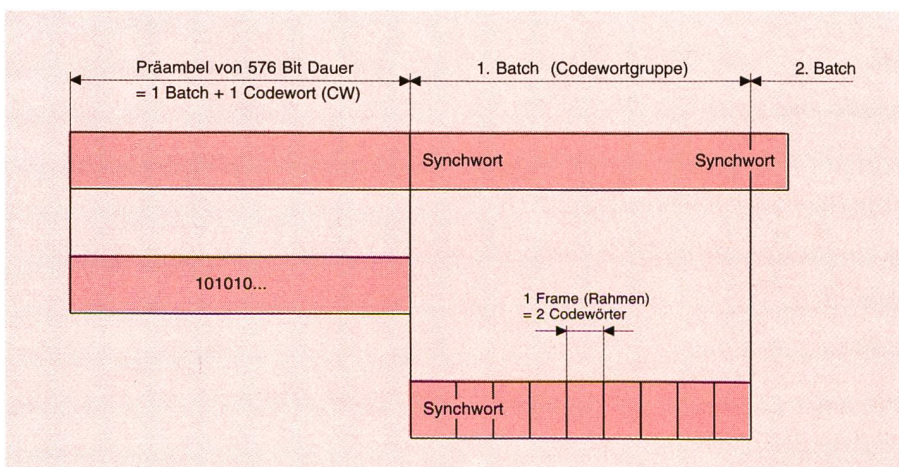 Präambel von 576 Bit Dauer
= 1 Batch + 1 Codewort (CW)
1. Batch (Codewortgruppe)
2. Batch
Synchwort
Synchwort
101010...
1 Frame (Rahmen)
= 2 Codewörter
Synchwort